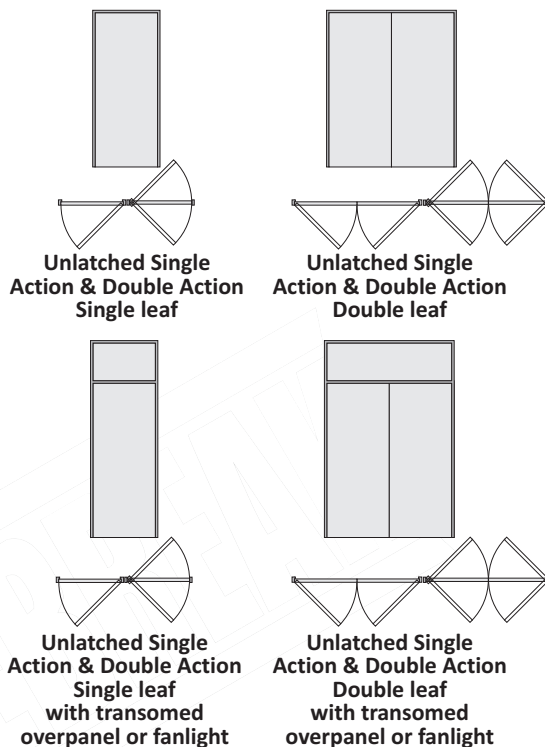 Unlatched Single
Action & Double Action
Single leaf
Unlatched Single
Action & Double Action
Double leaf
Unlatched Single
Action & Double Action
Single leaf
with transomed
overpanel or fanlight
Unlatched Single
Action & Double Action
Double leaf
with transomed
overpanel or fanlight